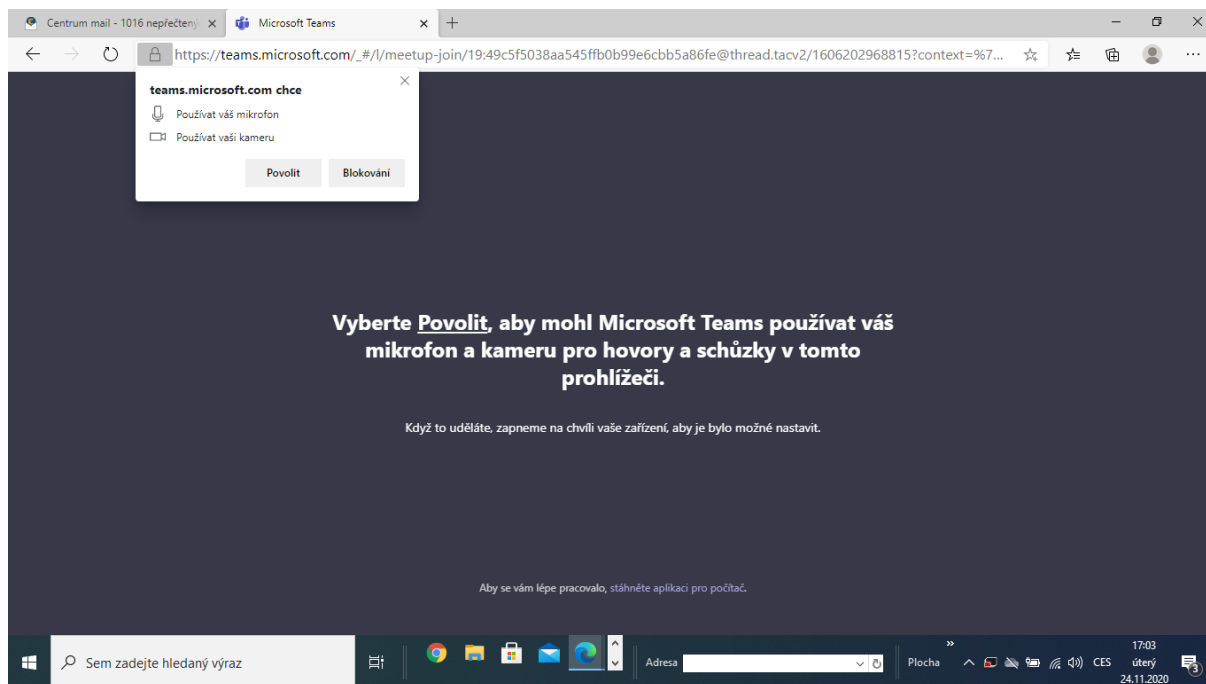 Centrum mail - 1016 nepřečtený
Microsoft Teams
https://teams.microsoft.com/_#/l/meetup-join/19:49c5f5038aa545ffb0b99e6cbb5a86fe@thread.tacv2/1606202968815?context=%7...
teams.microsoft.com chce
Používat váš mikrofon
Používat vaši kameru
Povolit Blokování
Vyberte Povolit, aby mohl Microsoft Teams používat váš
mikrofon a kameru pro hovory a schůzky v tomto
prohlížeči.
Když to uděláte, zapneme na chvíli vaše zařízení, aby je bylo možné nastavit.
Aby se vám lépe pracovalo, stáhněte aplikaci pro počítač.
Sem zadejte hledaný výraz
Adresa
Plocha
CES
17:03
úterý
24.11.2020
3